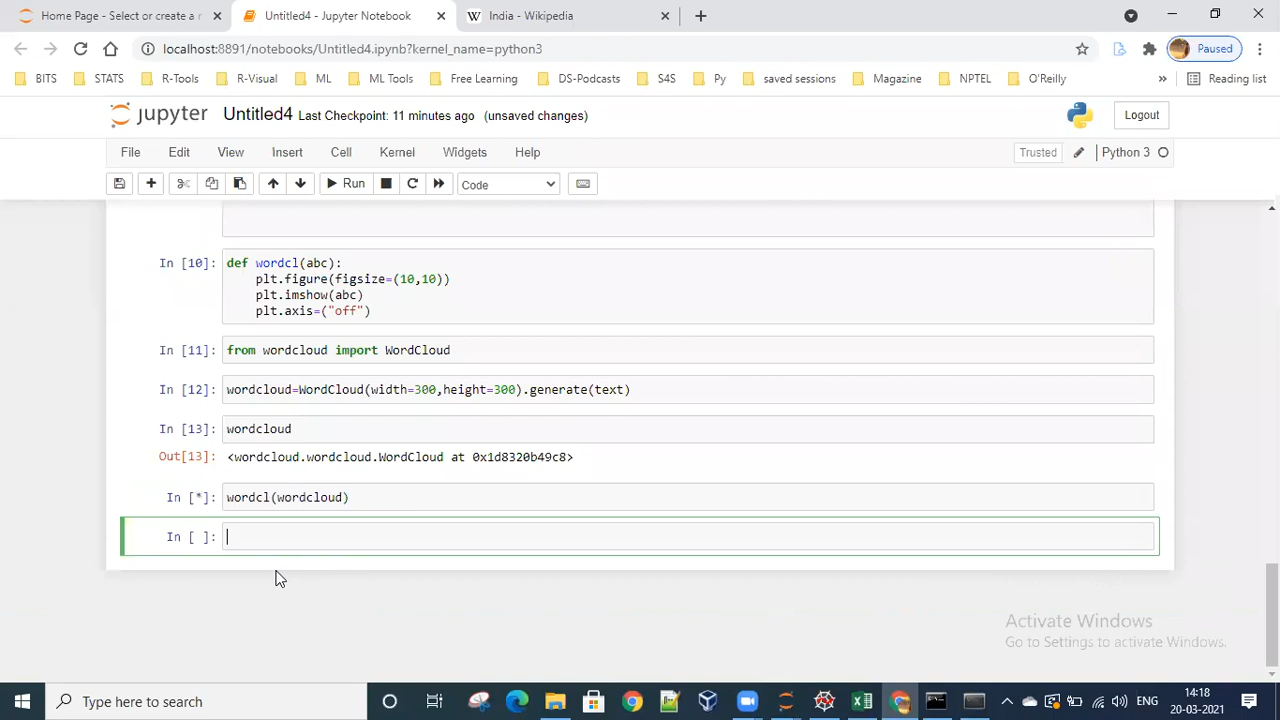 Home Page - Select or create a r
Untitled4 - Jupyter Notebook
India - Wikipedia
localhost:8891/notebooks/Untitled4.ipynb?kernel_name=python3
Paused
BITS
STATS
R-Tools
R-Visual
ML
ML Tools
Free Learning
DS-Podcasts
S4S
Py
saved sessions
Magazine
NPTEL
O'Reilly
»
Reading list
jupyter
Untitled4 Last Checkpoint: 11 minutes ago (unsaved changes)
Logout
File
Edit
View
Insert
Cell
Kernel
Widgets
Help
Trusted
Python 3
Run
Code
In [10]: def wordcl(abc):
plt.figure(figsize=(10,10))
plt.imshow(abc)
plt.axis=("off")
In [11]: from wordcloud import WordCloud
In [12]: wordcloud=WordCloud(width=300,height=300).generate(text)
In [13]: wordcloud
Out[13]: <wordcloud.wordcloud.WordCloud at 0x1d8320b49c8>
In [*]: wordcl(wordcloud)
In [ ]:
Activate Windows
Go to Settings to activate Windows.
Type here to search
ENG
14:18
20-03-2021